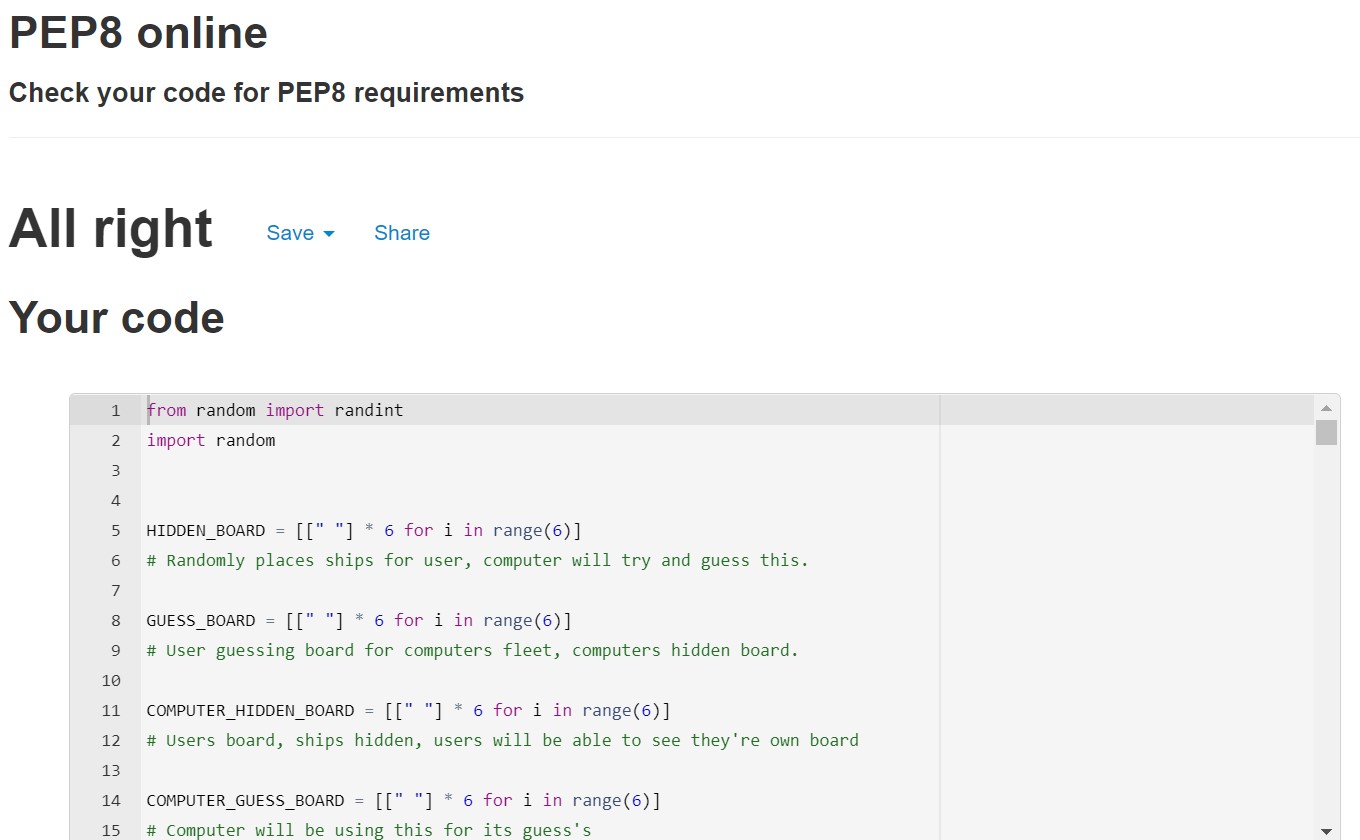 PEP8 online
Check your code for PEP8 requirements
All right Save Share
Your code
1 from random import randint
2 import random
3
4
5 HIDDEN_BOARD = [[" "] * 6 for i in range(6)]
6 # Randomly places ships for user, computer will try and guess this.
7
8 GUESS_BOARD = [[" "] * 6 for i in range(6)]
9 # User guessing board for computers fleet, computers hidden board.
10
11 COMPUTER_HIDDEN_BOARD = [[" "] * 6 for i in range(6)]
12 # Users board, ships hidden, users will be able to see they're own board
13
14 COMPUTER_GUESS_BOARD = [[" "] * 6 for i in range(6)]
15 # Computer will be using this for its guess's